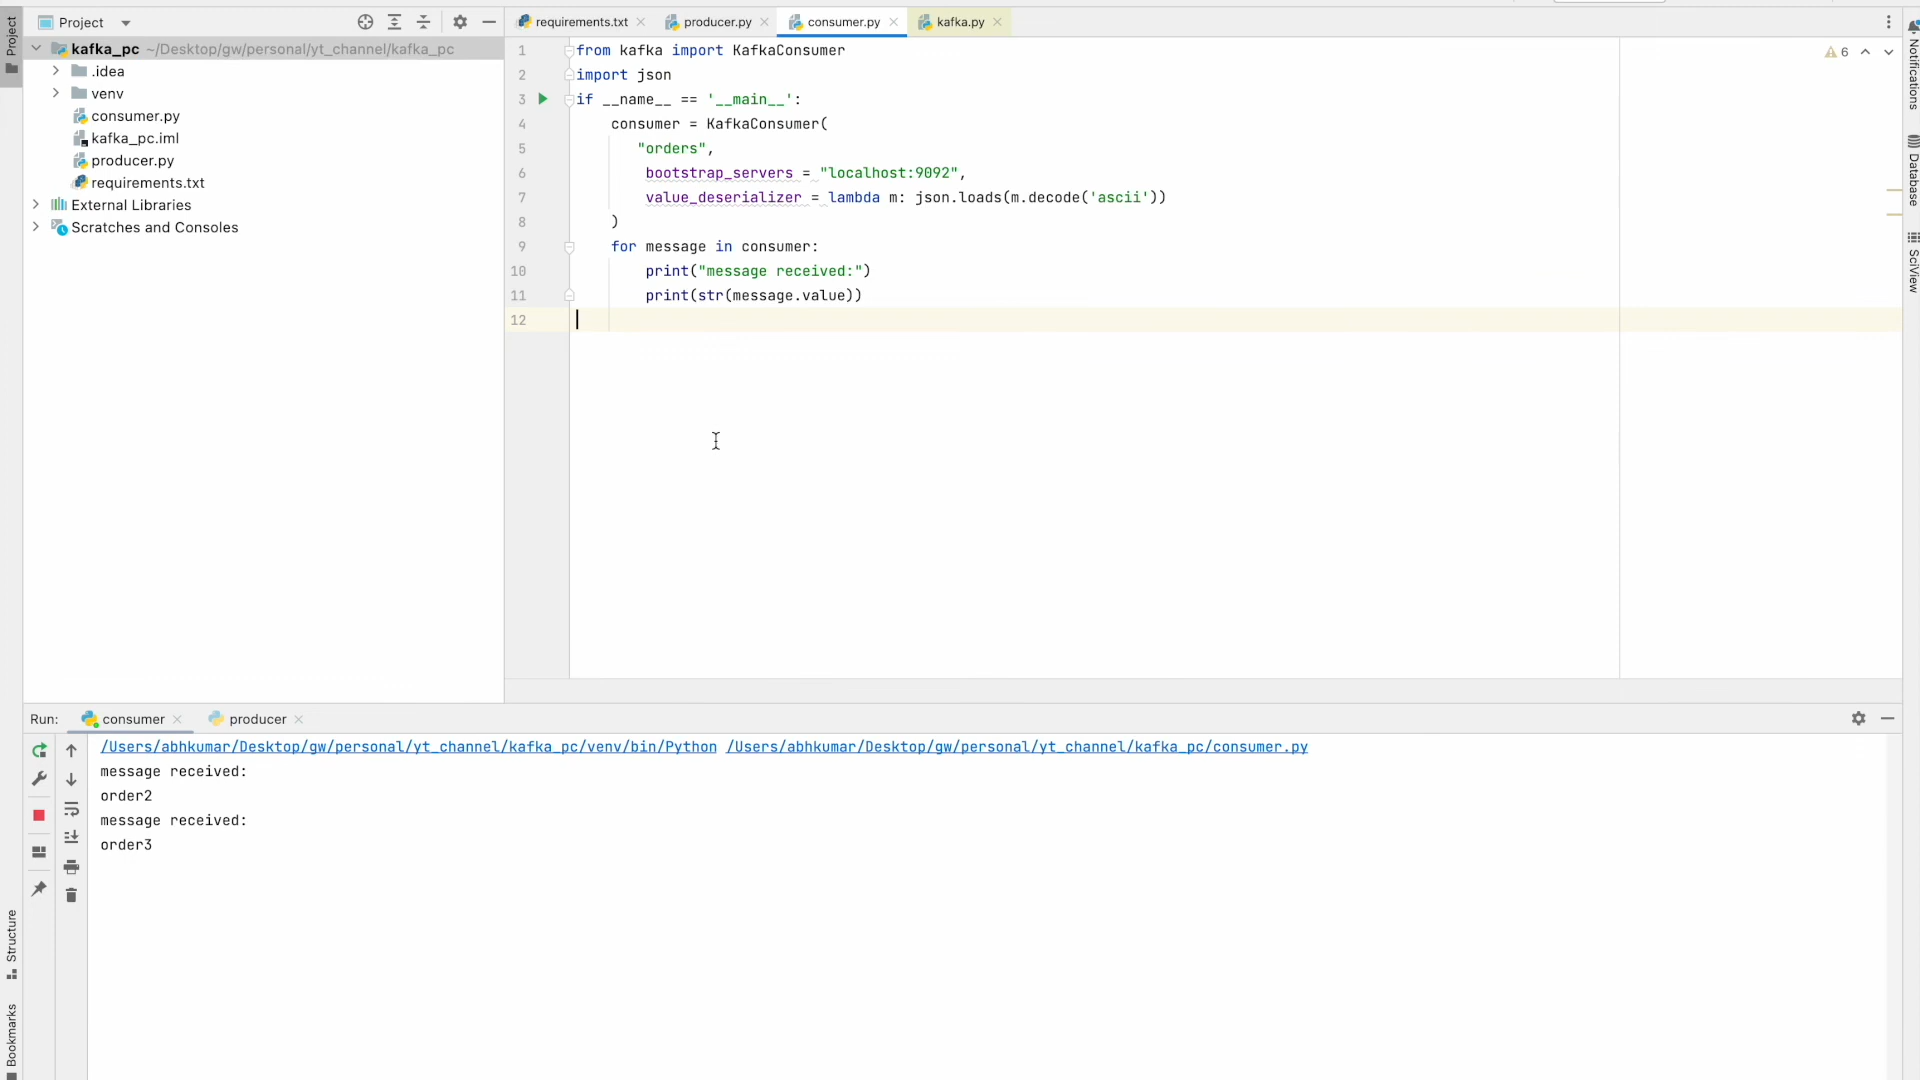 Project
requirements.txt
producer.py
consumer.py
kafka.py
kafka_pc ~/Desktop/gw/personal/yt_channel/kafka_pc
.idea
venv
consumer.py
kafka_pc.iml
producer.py
requirements.txt
External Libraries
Scratches and Consoles
1 from kafka import KafkaConsumer
2 import json
3 if __name__ == '__main__':
4 consumer = KafkaConsumer(
5 "orders",
6 bootstrap_servers = "localhost:9092",
7 value_deserializer = lambda m: json.loads(m.decode('ascii'))
8 )
9 for message in consumer:
10 print("message received:")
11 print(str(message.value))
12
6
Project
Structure
Bookmarks
Notifications
Database
SciView
Run: consumer producer
/Users/abhkumar/Desktop/gw/personal/yt_channel/kafka_pc/venv/bin/Python /Users/abhkumar/Desktop/gw/personal/yt_channel/kafka_pc/consumer.py
message received:
order2
message received:
order3